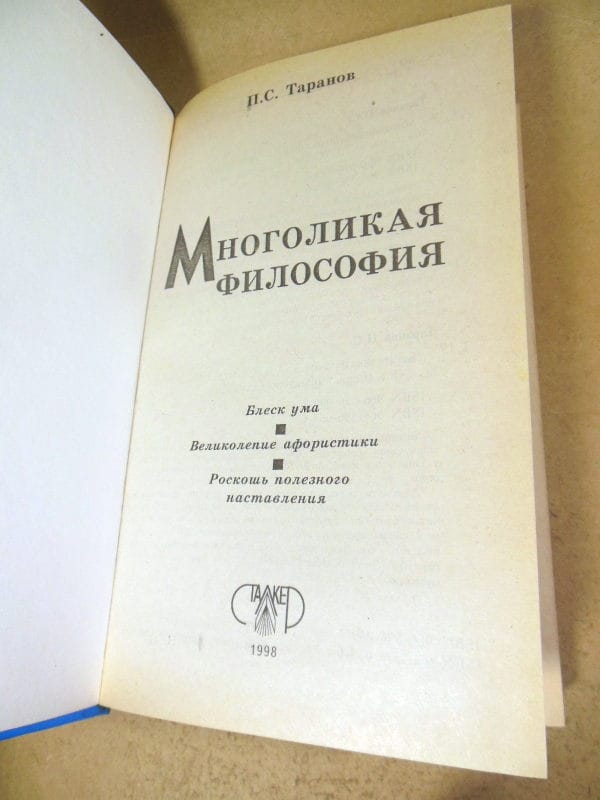 П.С. Таранов
Многоликая
философия
Блеск ума
Великолепие афористики
Роскошь полезного
наставления
СТАЛКЕР
1998